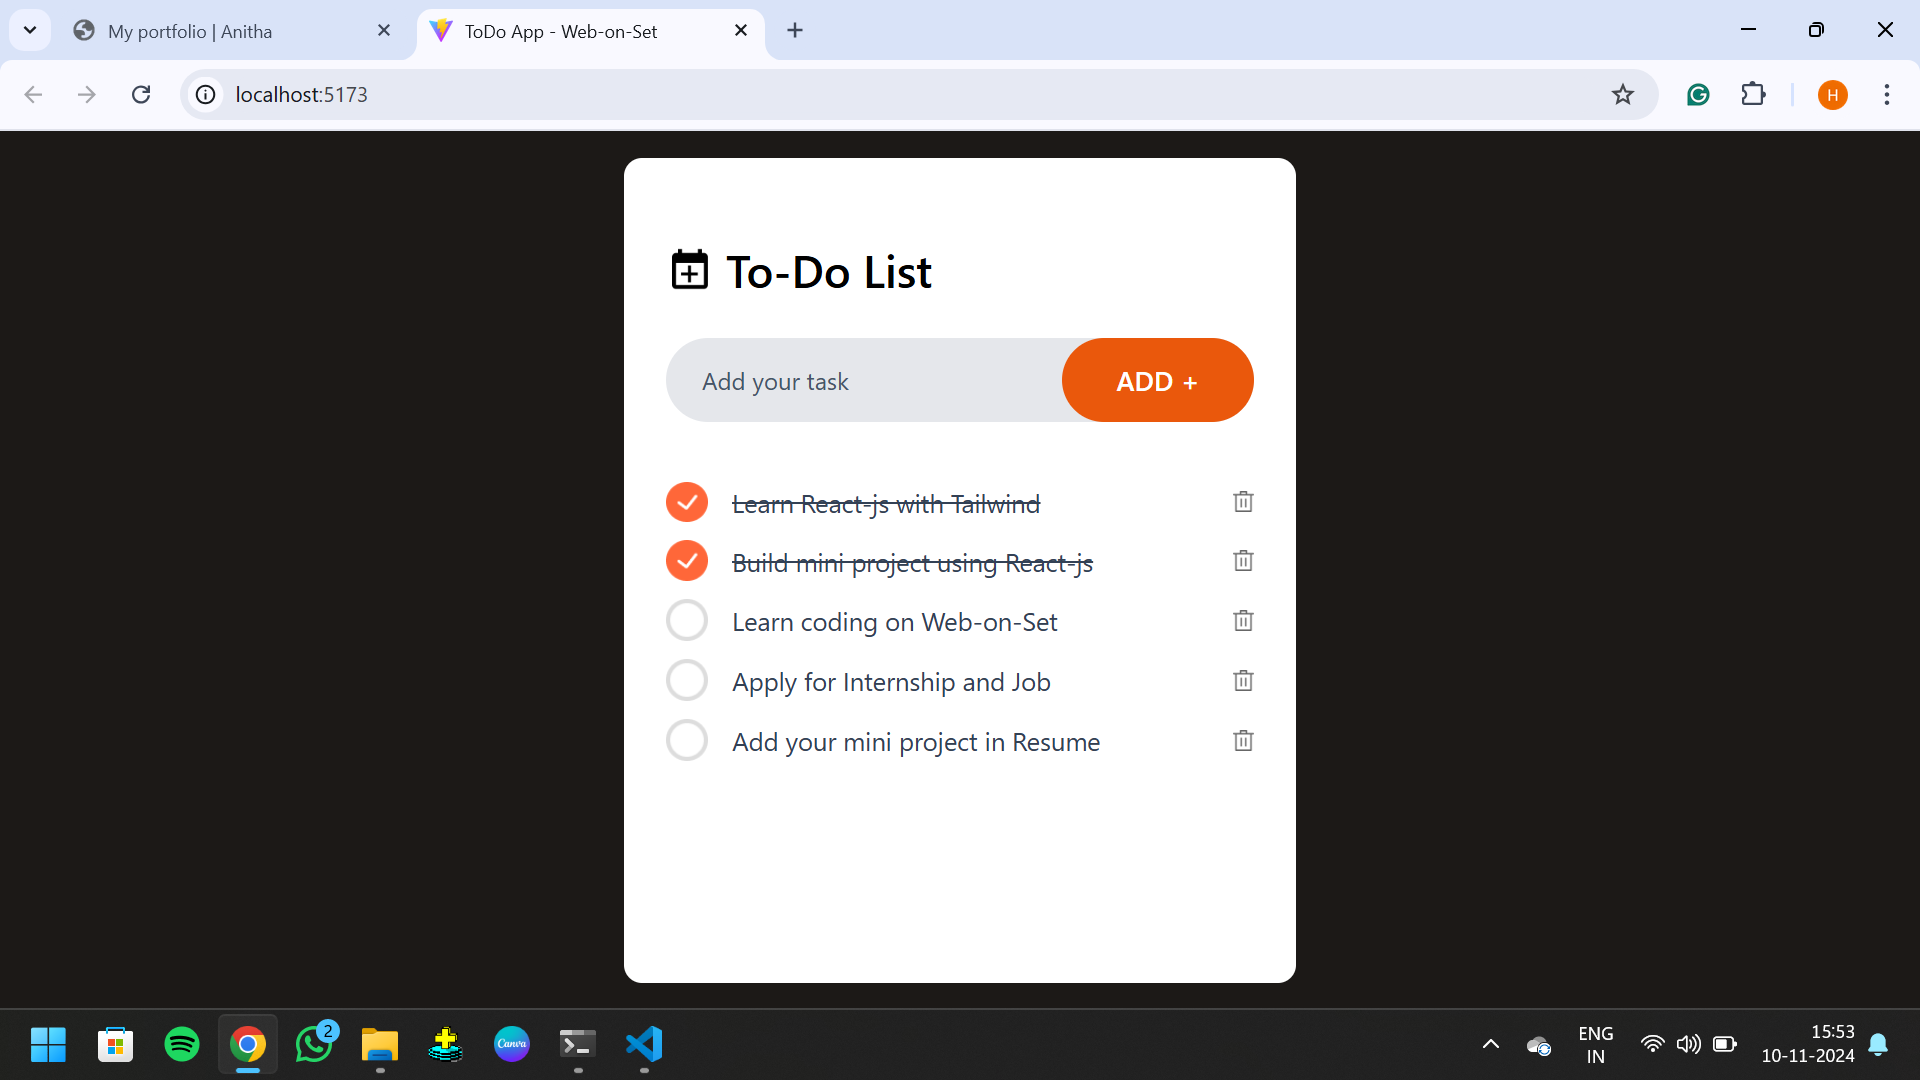 My portfolio | Anitha
ToDo App - Web-on-Set
localhost:5173
H
To-Do List
Add your task
ADD +
Learn React-js with Tailwind
Build mini project using React-js
Learn coding on Web-on-Set
Apply for Internship and Job
Add your mini project in Resume
2
Canva
ENG
IN
15:53
10-11-2024